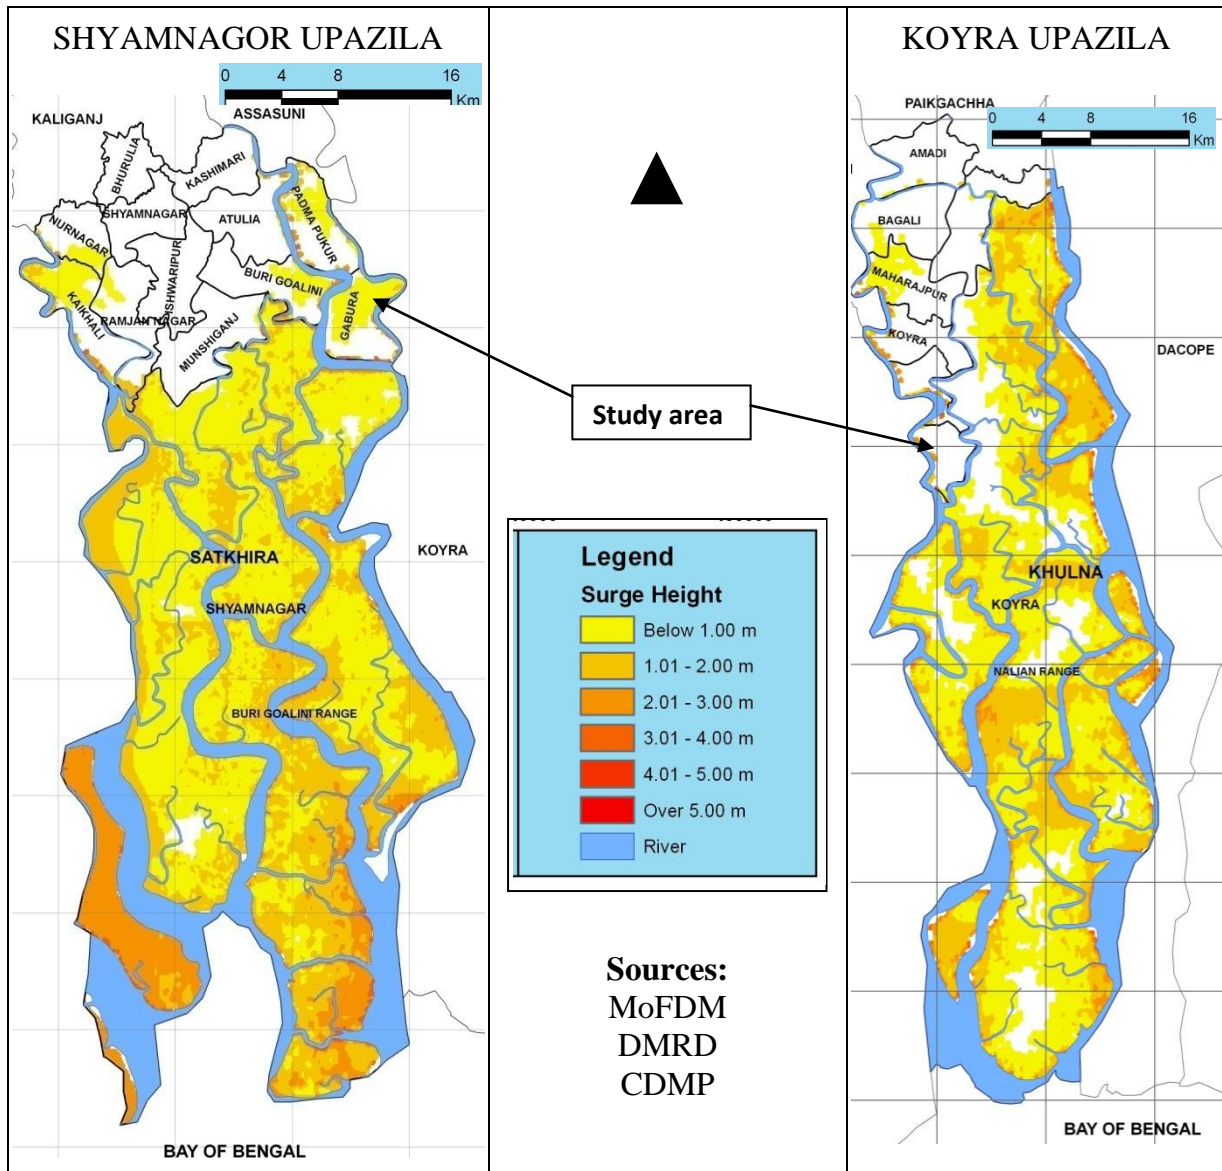 SHYAMNAGOR UPAZILA
0 4 8 16
Km
KALIGANJ
ASSASUNI
BHURULIA
KASHIMARI
PADMA PUKUR
SHYAMNAGAR
ATULIA
NURNAGAR
ISHWARIPUR
BURI GOALINI
GABURA
KAIKHALI
RAMJAN NAGAR
MUNSHIGANJ
SATKHIRA
KOYRA
SHYAMNAGAR
BURI GOALINI RANGE
BAY OF BENGAL
Study area
Legend
Surge Height
Below 1.00 m
1.01 - 2.00 m
2.01 - 3.00 m
3.01 - 4.00 m
4.01 - 5.00 m
Over 5.00 m
River
Sources:
MoFDM
DMRD
CDMP
KOYRA UPAZILA
PAIKGACHHA
0 4 8 16
Km
AMADI
BAGALI
MAHARAJPUR
KOYRA
DACOPE
KHULNA
KOYRA
NALIAN RANGE
BAY OF BENGAL